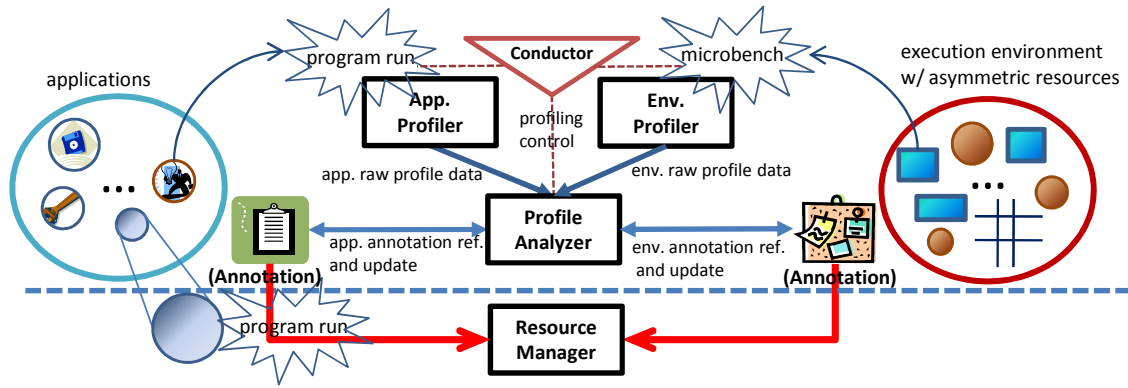 applications
program run
Conductor
microbench
execution environment
w/ asymmetric resources
App.
Profiler
profiling
control
Env.
Profiler
app. raw profile data
env. raw profile data
...
...
Profile
Analyzer
app. annotation ref.
and update
env. annotation ref.
and update
(Annotation)
(Annotation)
program run
Resource
Manager